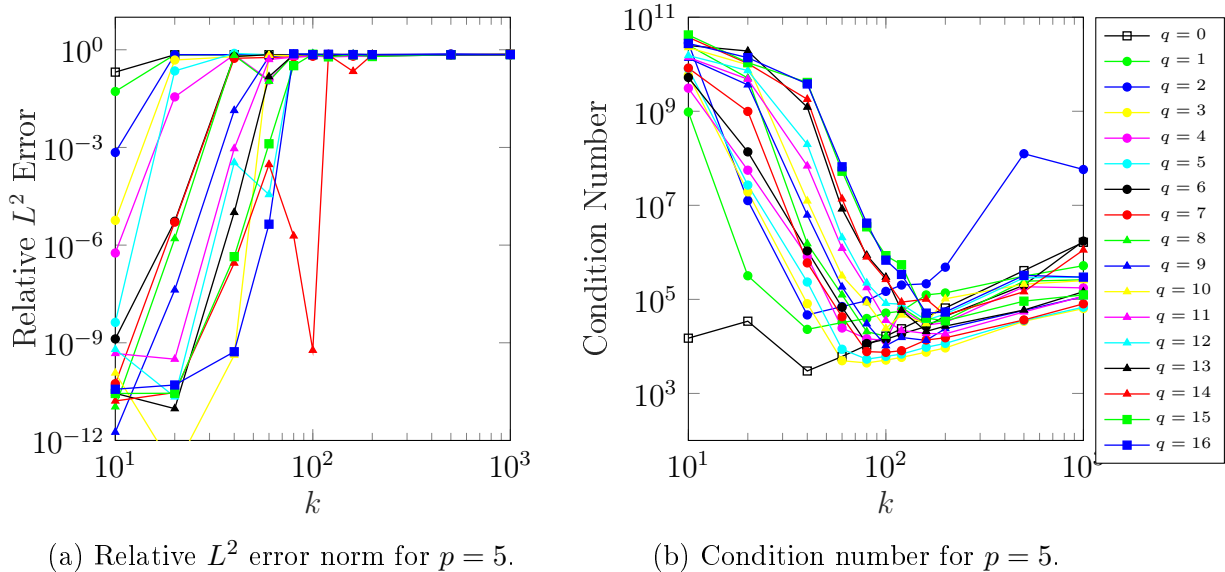 10^0
10^{-3}
10^{-6}
10^{-9}
10^{-12}
10^1
10^2
10^3
Relative L^2 Error
k
(a) Relative L^2 error norm for p = 5.
10^{11}
10^9
10^7
10^5
10^3
10^1
10^2
10^3
Condition Number
k
(b) Condition number for p = 5.
q = 0
q = 1
q = 2
q = 3
q = 4
q = 5
q = 6
q = 7
q = 8
q = 9
q = 10
q = 11
q = 12
q = 13
q = 14
q = 15
q = 16